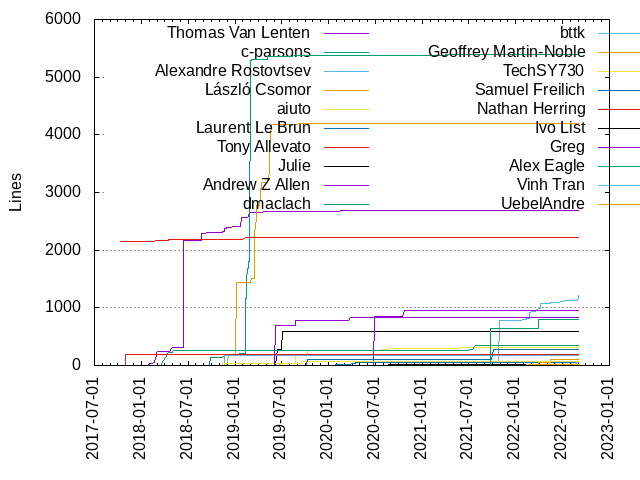 6000
5000
4000
3000
2000
1000
0
Lines
Thomas Van Lenten
c-parsons
Alexandre Rostovtsev
László Csomor
aiuto
Laurent Le Brun
Tony Allevato
Julie
Andrew Z Allen
dmaclach
bttk
Geoffrey Martin-Noble
TechSY730
Samuel Freilich
Nathan Herring
Ivo List
Greg
Alex Eagle
Vinh Tran
UebelAndre
2017-07-01
2018-01-01
2018-07-01
2019-01-01
2019-07-01
2020-01-01
2020-07-01
2021-01-01
2021-07-01
2022-01-01
2022-07-01
2023-01-01